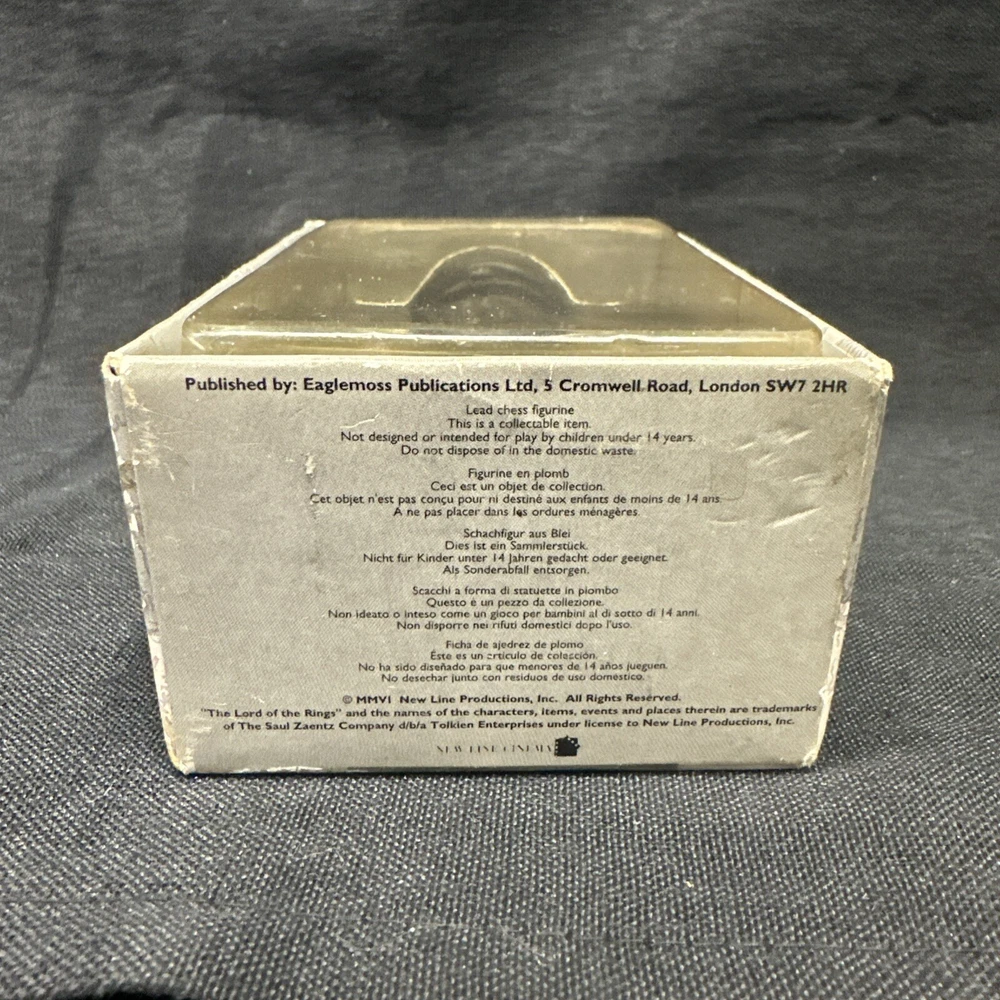 Published by: Eaglemoss Publications Ltd, 5 Cromwell Road, London SW7 2HR
Lead chess figurine
This is a collectable item.
Not designed or intended for play by children under 14 years.
Do not dispose of in the domestic waste.
Figurine en plomb
Ceci est un objet de collection.
Cet objet n'est pas conçu pour ni destiné aux enfants de moins de 14 ans.
A ne pas placer dans les ordures ménagères.
Schachfigur aus Blei
Dies ist ein Sammlerstück.
Nicht für Kinder unter 14 Jahren gedacht oder geeignet.
Als Sonderabfall entsorgen.
Scacchi a forma di statuette in piombo
Questo è un pezzo da collezione.
Non ideato o inteso come un gioco per bambini al di sotto di 14 anni.
Non disporre nei rifiuti domestici dopo l'uso.
Ficha de ajedrez de plomo
Éste es un artículo de colección.
No ha sido diseñado para que menores de 14 años jueguen.
No desechar junto con residuos de uso doméstico.
© MMVI New Line Productions, Inc. All Rights Reserved.
"The Lord of the Rings" and the names of the characters, items, events and places therein are trademarks
of The Saul Zaentz Company d/b/a Tolkien Enterprises under license to New Line Productions, Inc.
NEW LINE CINEMA